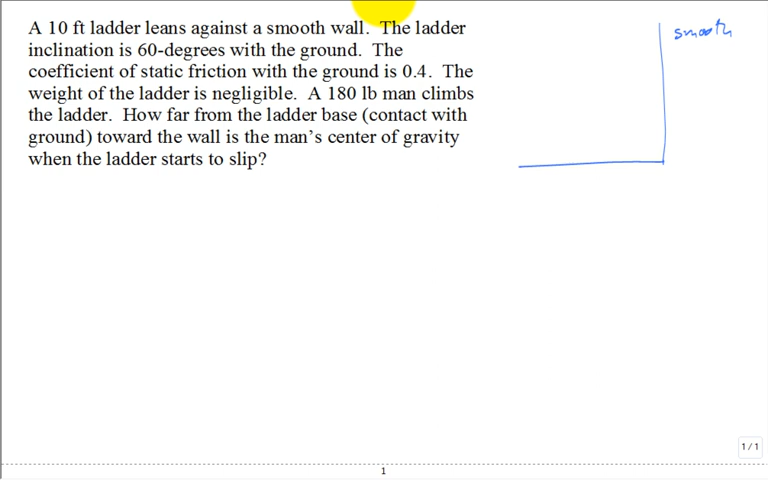 A 10 ft ladder leans against a smooth wall.  The ladder
inclination is 60-degrees with the ground.  The
coefficient of static friction with the ground is 0.4.  The
weight of the ladder is negligible.  A 180 lb man climbs
the ladder.  How far from the ladder base (contact with
ground) toward the wall is the man's center of gravity
when the ladder starts to slip?
smooth
1 / 1
1